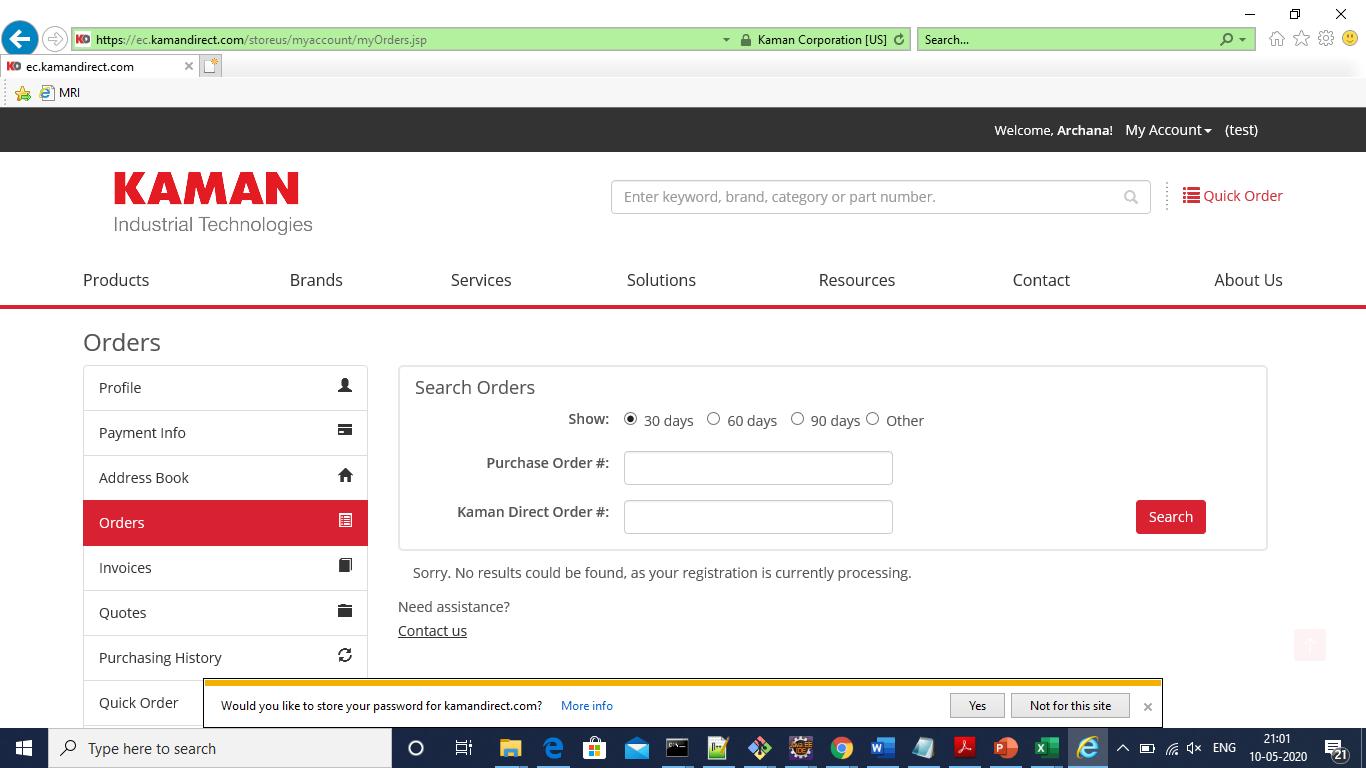 https://ec.kamandirect.com/storeus/myaccount/myOrders.jsp
Kaman Corporation [US]
Search...
ec.kamandirect.com
MRI
Welcome, Archana!
My Account
(test)
KAMAN
Industrial Technologies
Enter keyword, brand, category or part number.
Quick Order
Products
Brands
Services
Solutions
Resources
Contact
About Us
Orders
Profile
Payment Info
Address Book
Orders
Invoices
Quotes
Purchasing History
Quick Order
Search Orders
Show: 30 days 60 days 90 days Other
Purchase Order #:
Kaman Direct Order #:
Search
Sorry. No results could be found, as your registration is currently processing.
Need assistance?
Contact us
Would you like to store your password for kamandirect.com? More info
Yes
Not for this site
Type here to search
ENG
21:01
10-05-2020
21